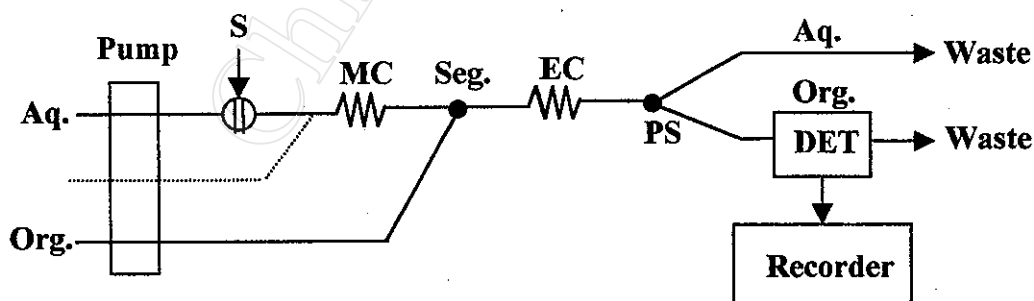 S
Pump
MC
Seg.
EC
Aq.
Waste
Aq.
Org.
PS
DET
Waste
Org.
Recorder